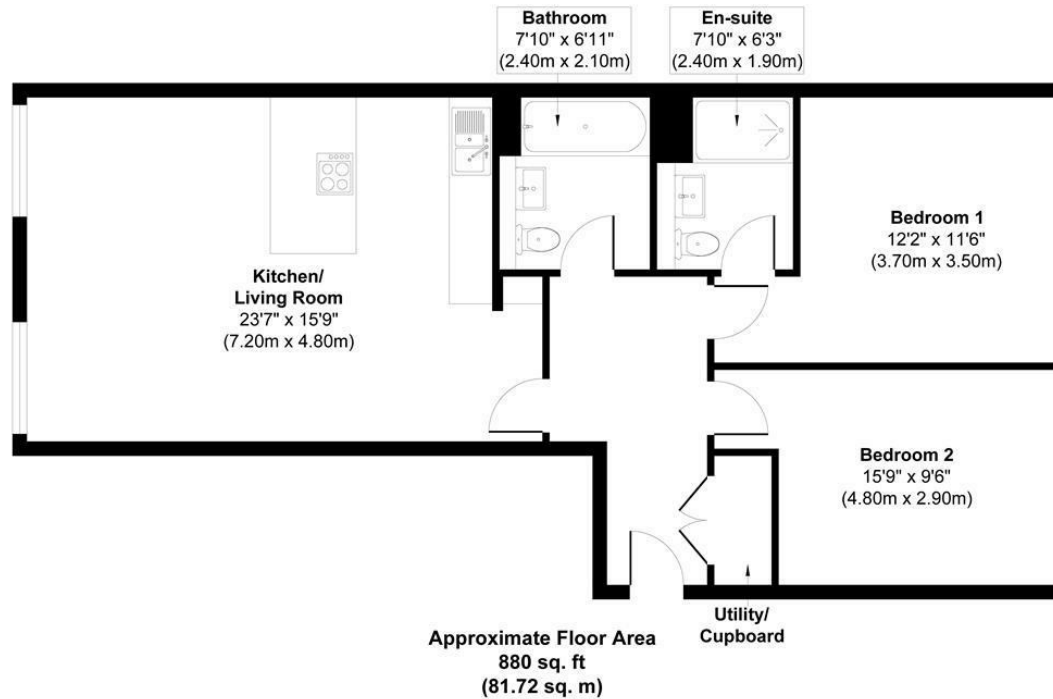 Bathroom
7'10" x 6'11"
(2.40m x 2.10m)
En-suite
7'10" x 6'3"
(2.40m x 1.90m)
Kitchen/
Living Room
23'7" x 15'9"
(7.20m x 4.80m)
Bedroom 1
12'2" x 11'6"
(3.70m x 3.50m)
Bedroom 2
15'9" x 9'6"
(4.80m x 2.90m)
Utility/
Cupboard
Approximate Floor Area
880 sq. ft
(81.72 sq. m)